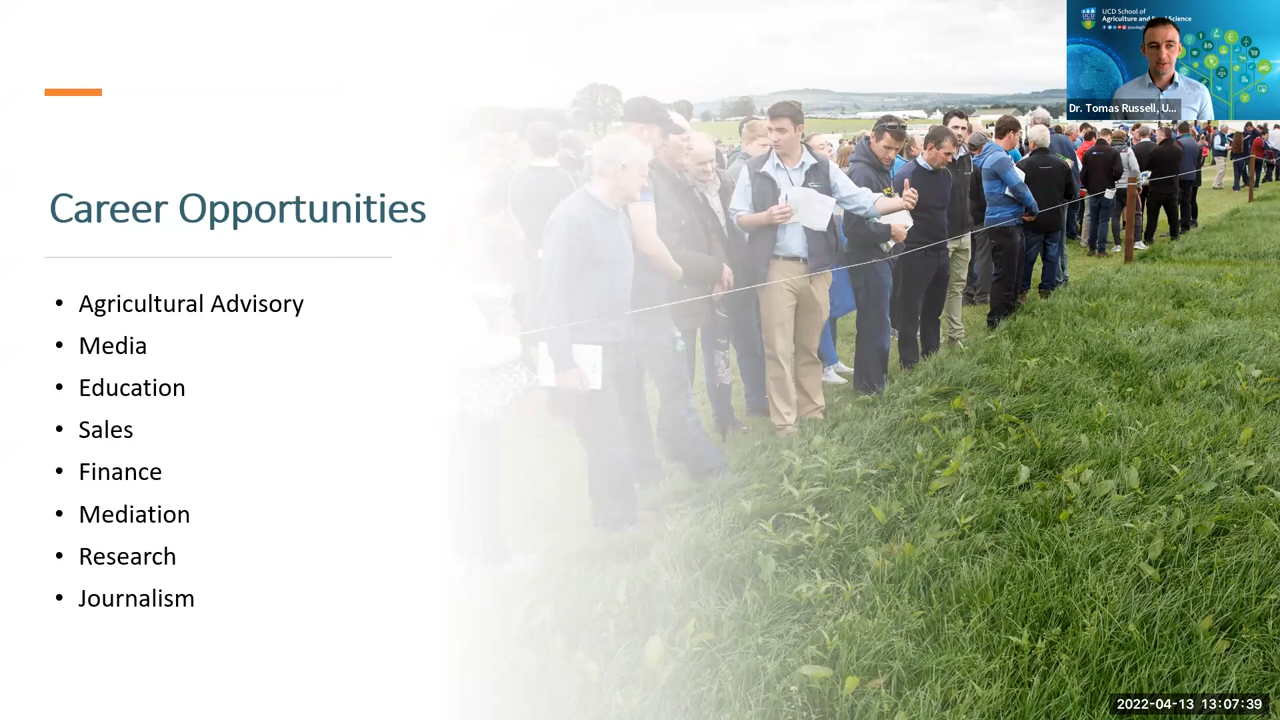 UCD School of
Agriculture and Food Science
UCD
Dr. Tomas Russell, U...
Career Opportunities
• Agricultural Advisory
• Media
• Education
• Sales
• Finance
• Mediation
• Research
• Journalism
2022-04-13 13:07:39